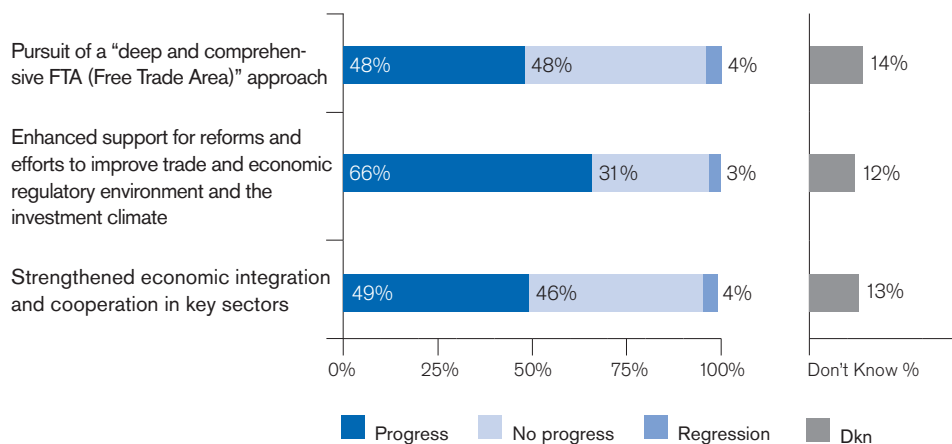 Pursuit of a “deep and comprehen-
sive FTA (Free Trade Area)” approach
48%
48%
4%
14%
Enhanced support for reforms and
efforts to improve trade and economic
regulatory environment and the
investment climate
66%
31%
3%
12%
Strengthened economic integration
and cooperation in key sectors
49%
46%
4%
13%
0%
25%
50%
75%
100%
Don't Know %
Progress
No progress
Regression
Dkn